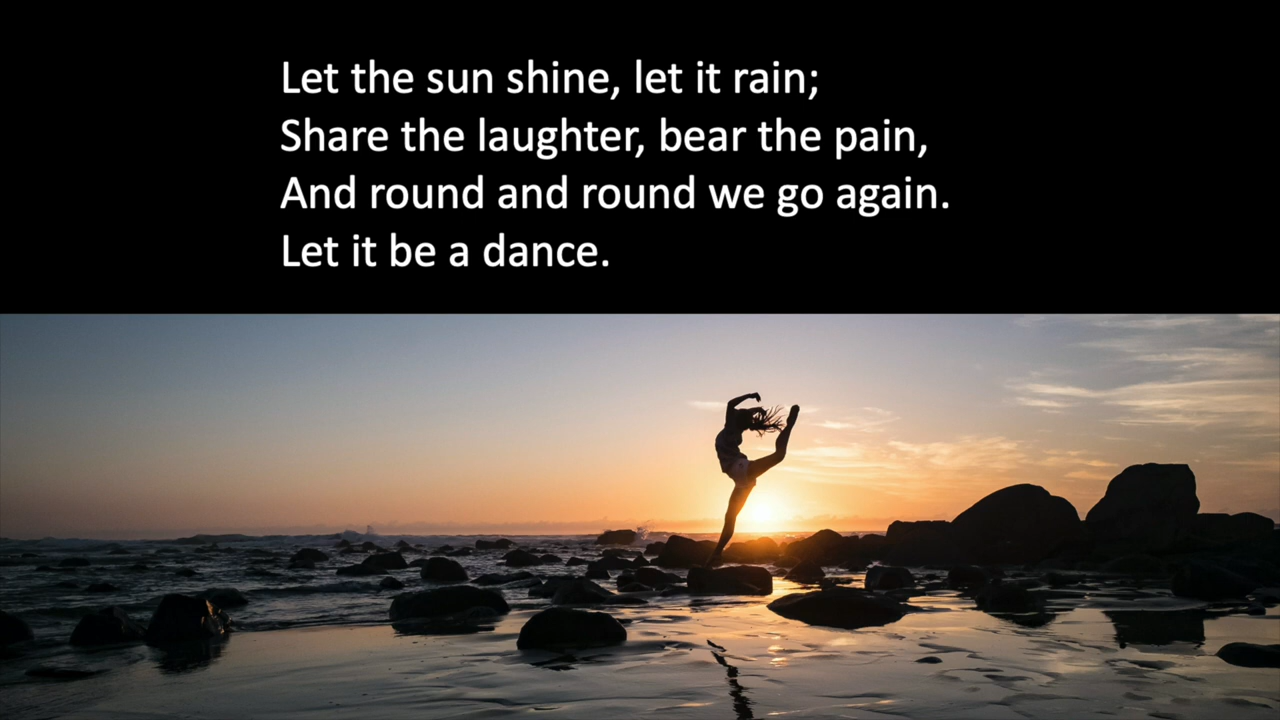 Let the sun shine, let it rain;
Share the laughter, bear the pain,
And round and round we go again.
Let it be a dance.